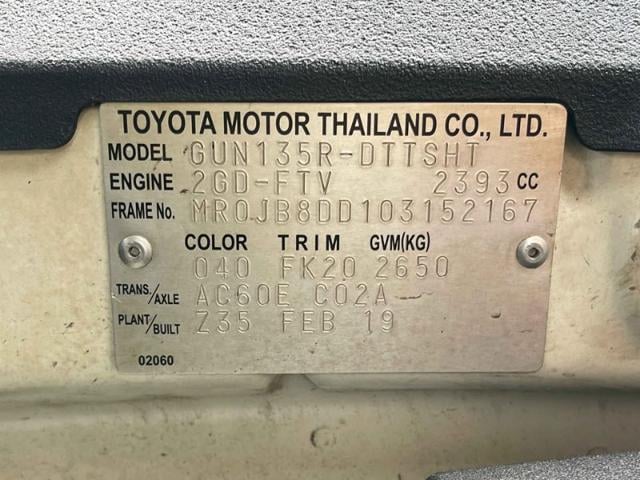 TOYOTA MOTOR THAILAND CO., LTD.
MODEL GUN135R-DTTSHT
ENGINE 2GD-FTV 2393 CC
FRAME No. MR0JB8DD103152167
COLOR TRIM GVM(KG)
040 FK20 2650
TRANS./AXLE AC60E C02A
PLANT/BUILT Z35 FEB 19
02060